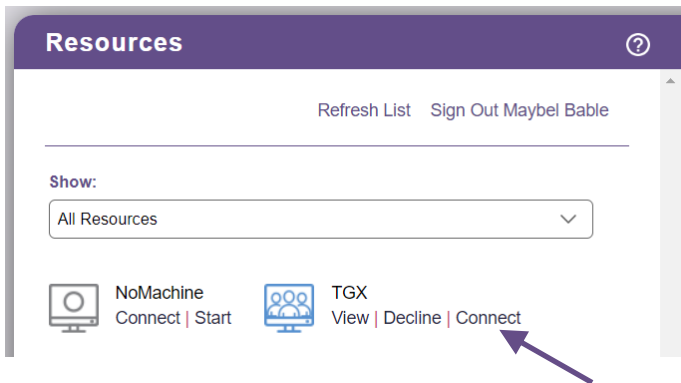 Resources
Refresh List Sign Out Maybel Bable
Show:
All Resources
NoMachine
Connect | Start
TGX
View | Decline | Connect